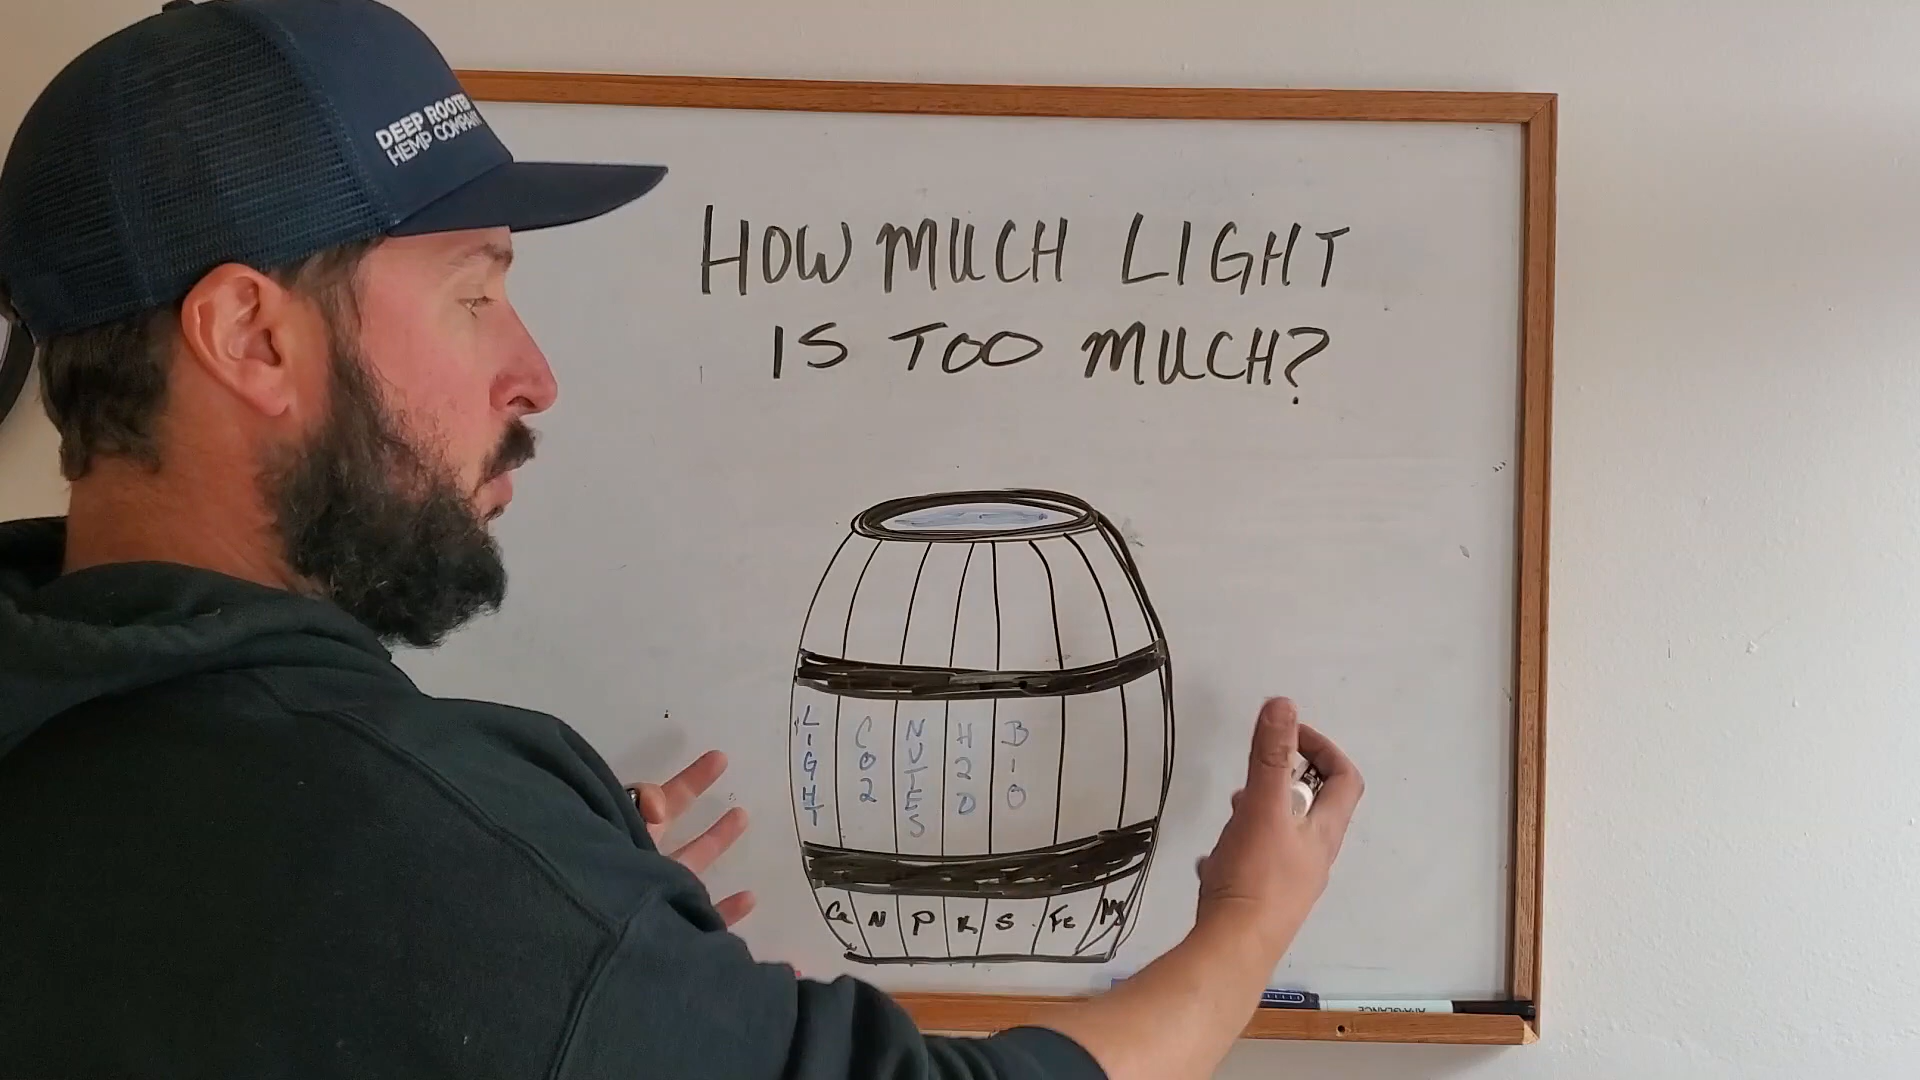 DEEP ROOTED
HEMP COMPANY
HOW MUCH LIGHT
IS TOO MUCH?
LIGHT
CO2
NUTES
H2O
BIO
Ca N P K S Fe Mg